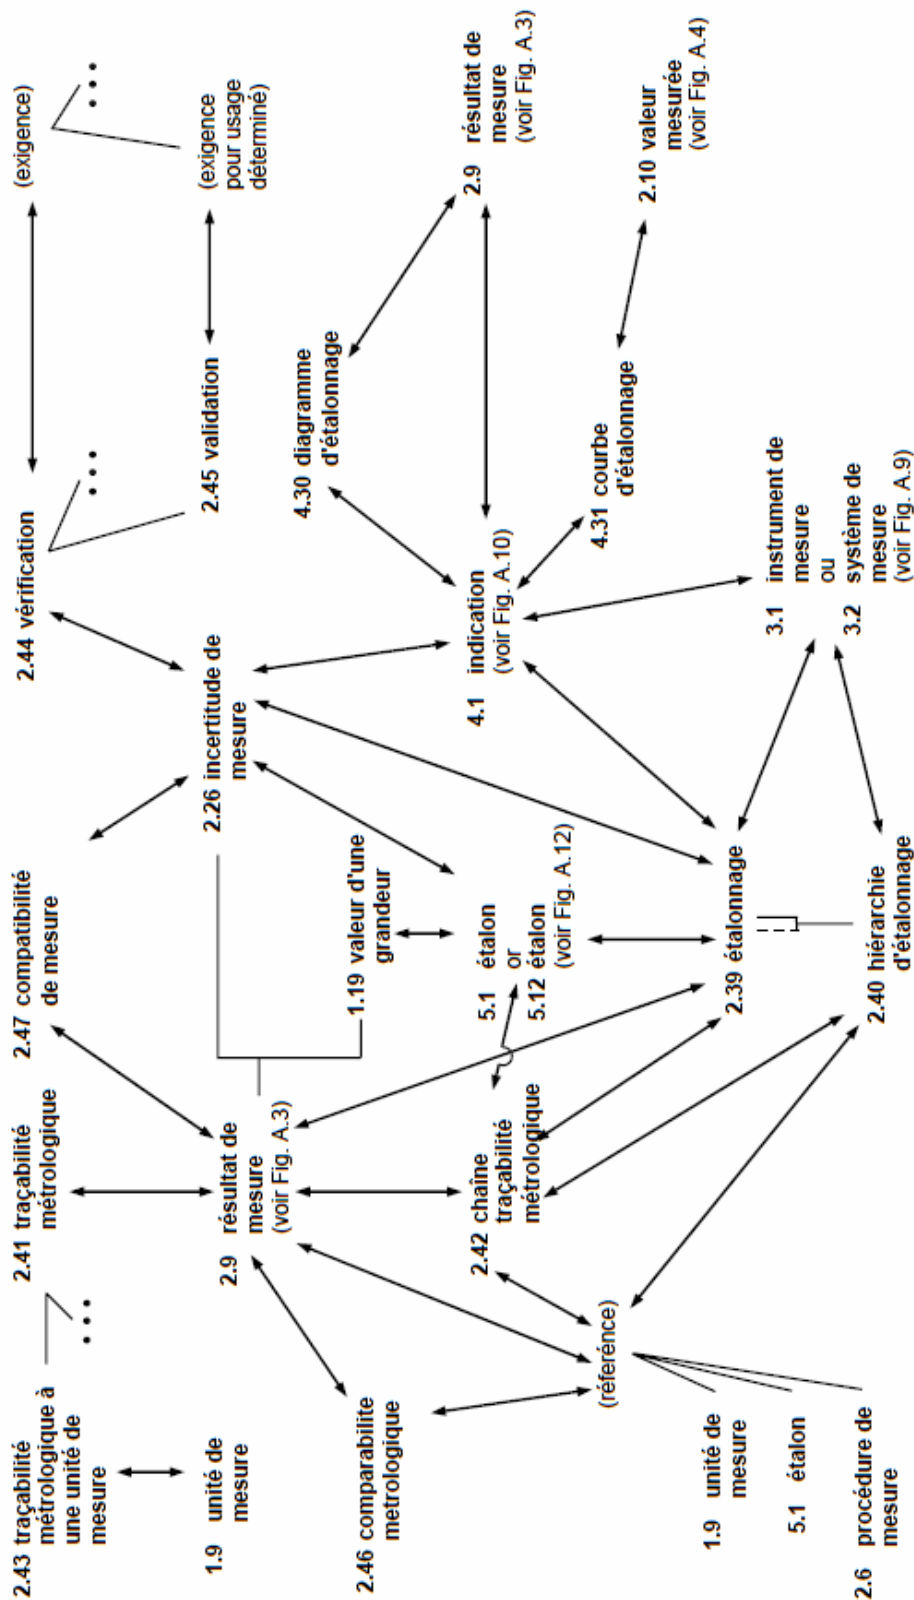 2.43 traçabilité
métrologique à
une unité de
mesure
1.9 unité de
mesure
2.41 traçabilité
métrologique
2.47 compatibilité
de mesure
2.44 vérification
(exigence)
2.45 validation
(exigence
pour usage
déterminé)
2.9 résultat de
mesure
(voir Fig. A.3)
2.26 incertitude de
mesure
1.19 valeur d'une
grandeur
4.30 diagramme
d'étalonnage
2.46 comparabilite
metrologique
2.42 chaîne
traçabilité
métrologique
5.1 étalon
or
5.12 étalon
(voir Fig. A.12)
4.1 indication
(voir Fig. A.10)
2.9 résultat de
mesure
(voir Fig. A.3)
4.31 courbe
d'étalonnage
2.10 valeur
mesurée
(voir Fig. A.4)
(réferénce)
1.9 unité de
mesure
5.1 étalon
2.6 procédure de
mesure
2.39 étalonnage
2.40 hiérarchie
d'étalonnage
3.1 instrument de
mesure
ou
3.2 système de
mesure
(voir Fig. A.9)